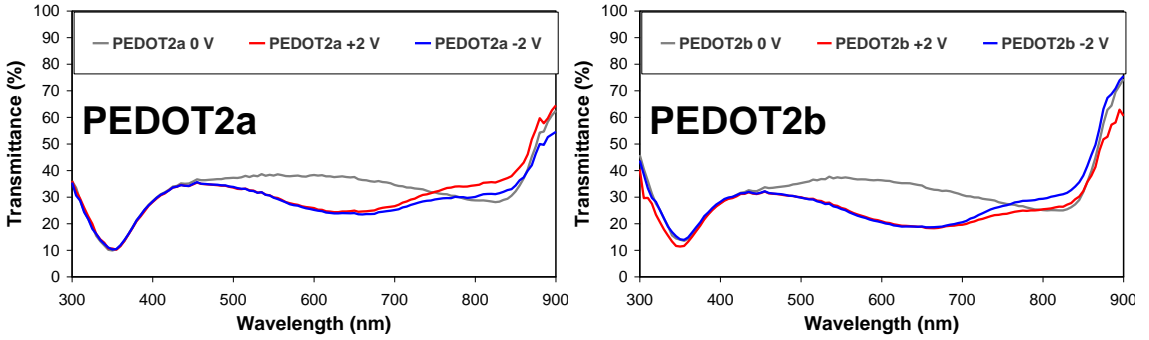 Transmittance (%)
100
90
80
70
60
50
40
30
20
10
0
PEDOT2a 0 V PEDOT2a +2 V PEDOT2a -2 V
PEDOT2a
300 400 500 600 700 800 900
Wavelength (nm)
Transmittance (%)
100
90
80
70
60
50
40
30
20
10
0
PEDOT2b 0 V PEDOT2b +2 V PEDOT2b -2 V
PEDOT2b
300 400 500 600 700 800 900
Wavelength (nm)